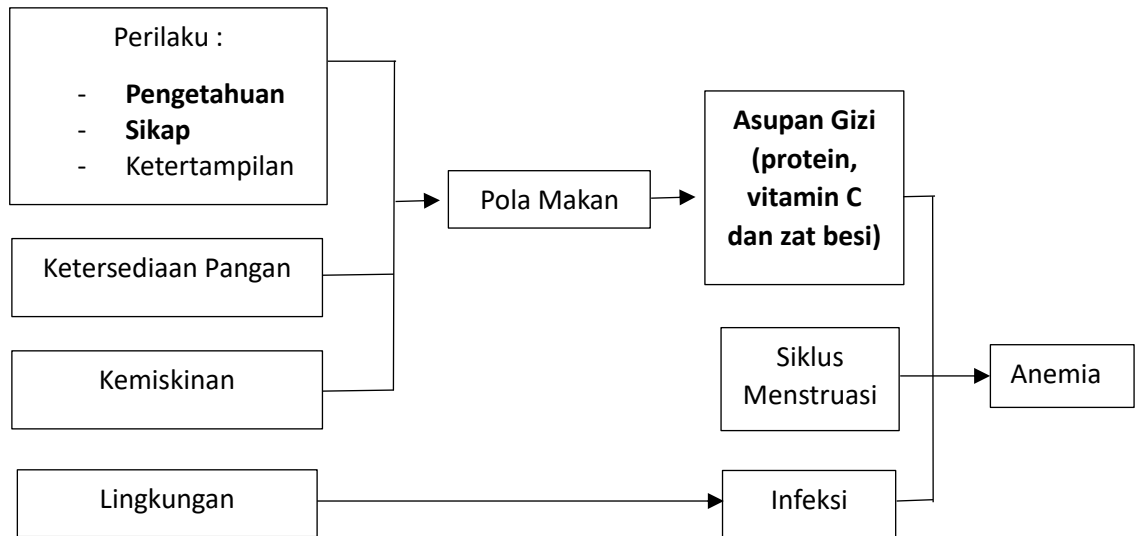 Perilaku :
- Pengetahuan
- Sikap
- Ketertampilan
Ketersediaan Pangan
Kemiskinan
Lingkungan
Pola Makan
Asupan Gizi
(protein,
vitamin C
dan zat besi)
Siklus
Menstruasi
Infeksi
Anemia